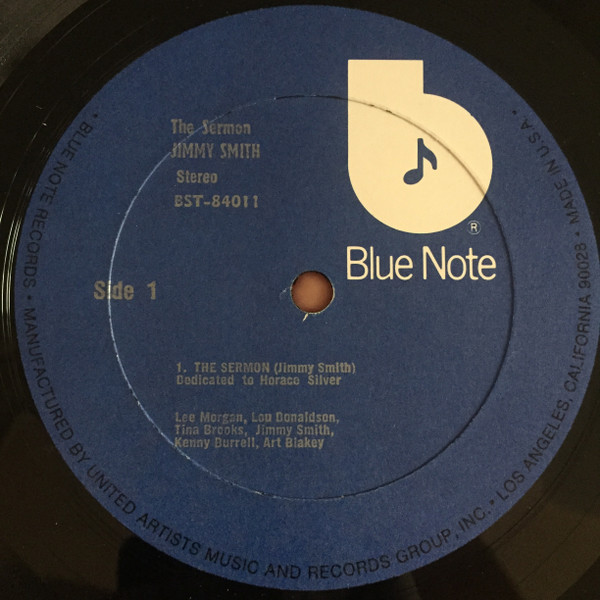 The Sermon
JIMMY SMITH
Stereo
BST-84011
®
Blue Note
Side 1
1. THE SERMON (Jimmy Smith)
Dedicated to Horace Silver
Lee Morgan, Lou Donaldson,
Tina Brooks, Jimmy Smith,
Kenny Burrell, Art Blakey
• BLUE NOTE RECORDS • MANUFACTURED BY UNITED ARTISTS MUSIC AND RECORDS GROUP, INC. • LOS ANGELES, CALIFORNIA 90028 • MADE IN U.S.A. •